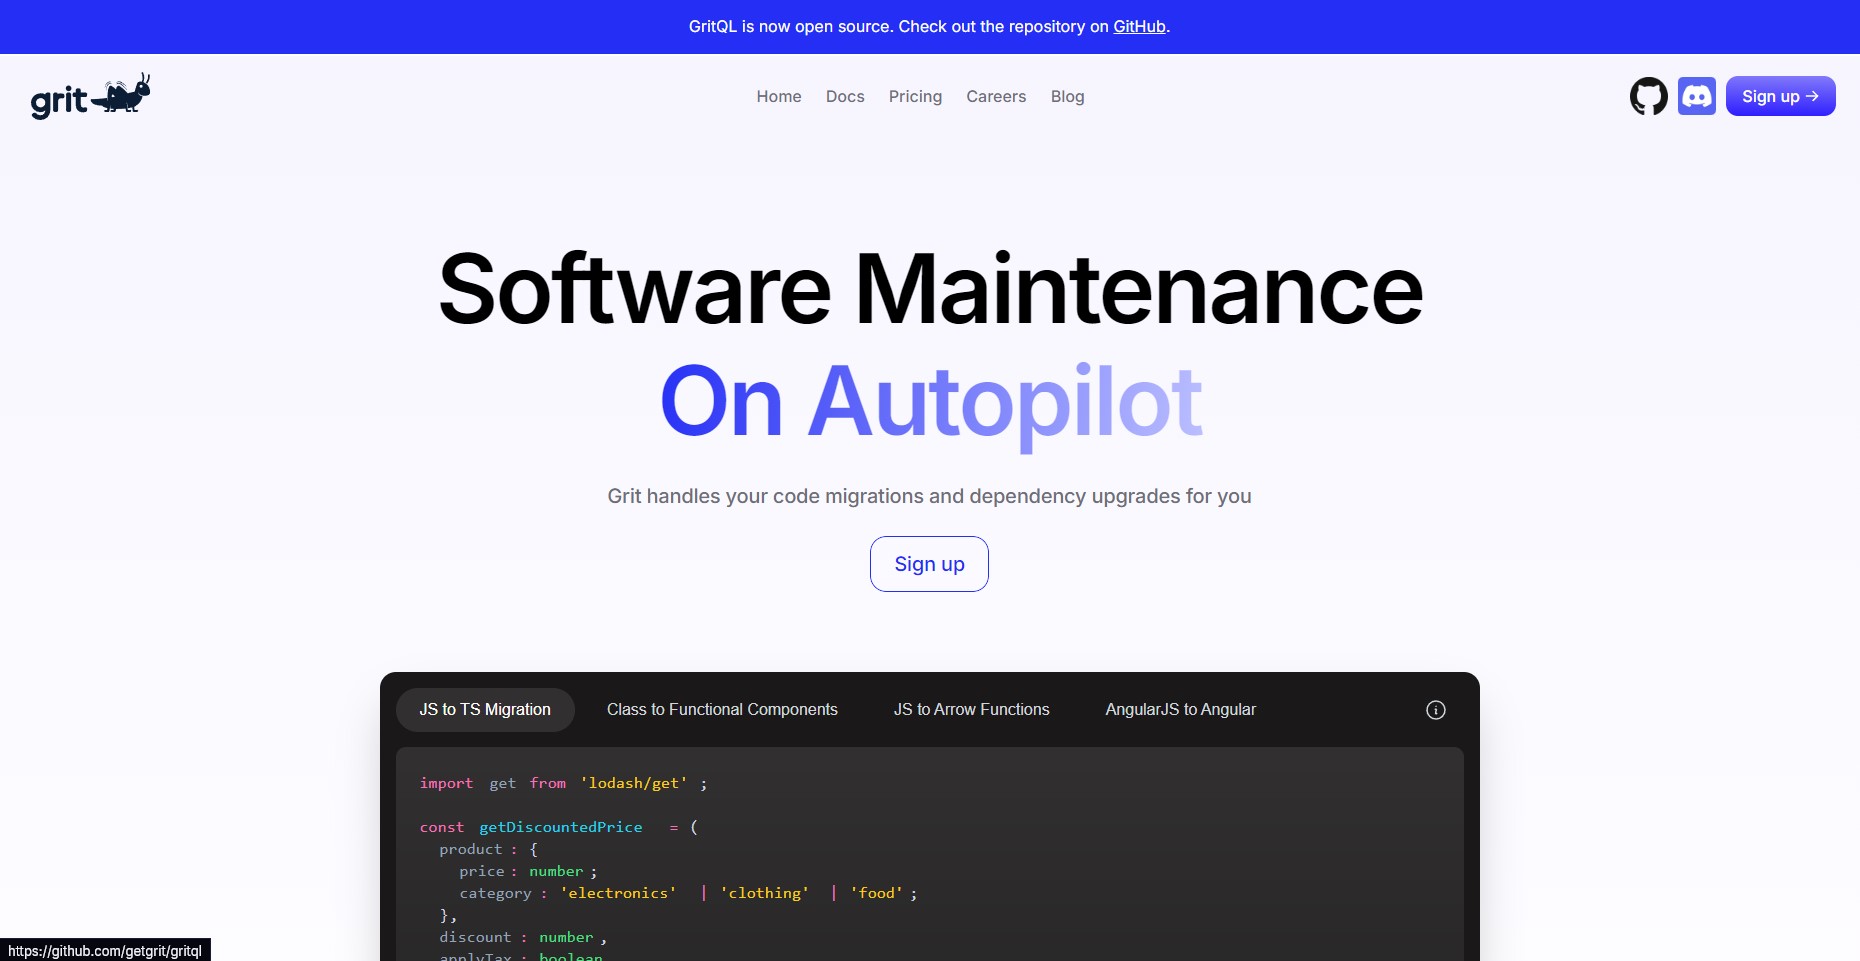 GritQL is now open source. Check out the repository on GitHub.
grit
Home Docs Pricing Careers Blog
Sign up →
Software Maintenance
On Autopilot
Grit handles your code migrations and dependency upgrades for you
Sign up
JS to TS Migration Class to Functional Components JS to Arrow Functions AngularJS to Angular
import get from 'lodash/get' ;
const getDiscountedPrice = (
product : {
price : number ;
category : 'electronics' | 'clothing' | 'food' ;
},
discount : number ,
applyTax : boolean
https://github.com/getgrit/gritql